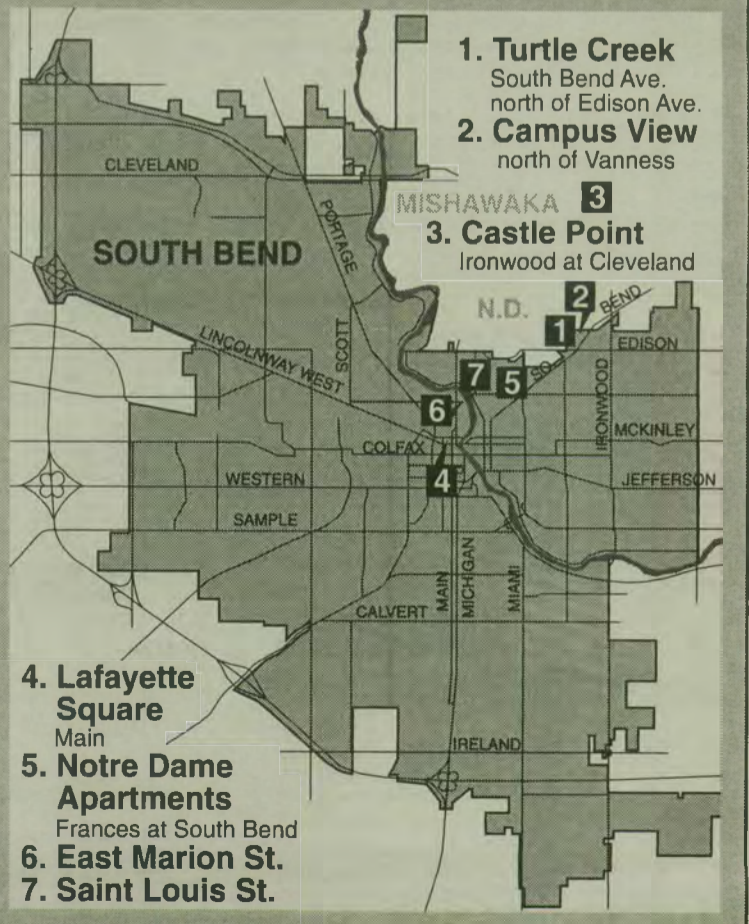 1. Turtle Creek
South Bend Ave.
north of Edison Ave.
2. Campus View
north of Vanness
MISHAWAKA 3
3. Castle Point
Ironwood at Cleveland
CLEVELAND
PORTAGE
SOUTH BEND
N.D.
2
BEND
1
SO.
EDISON
LINCOLNWAY WEST
SCOTT
7
5
IRONWOOD
6
MCKINLEY
COLFAX
4
WESTERN
JEFFERSON
SAMPLE
MAIN
MICHIGAN
MIAMI
CALVERT
IRELAND
4. Lafayette
Square
Main
5. Notre Dame
Apartments
Frances at South Bend
6. East Marion St.
7. Saint Louis St.